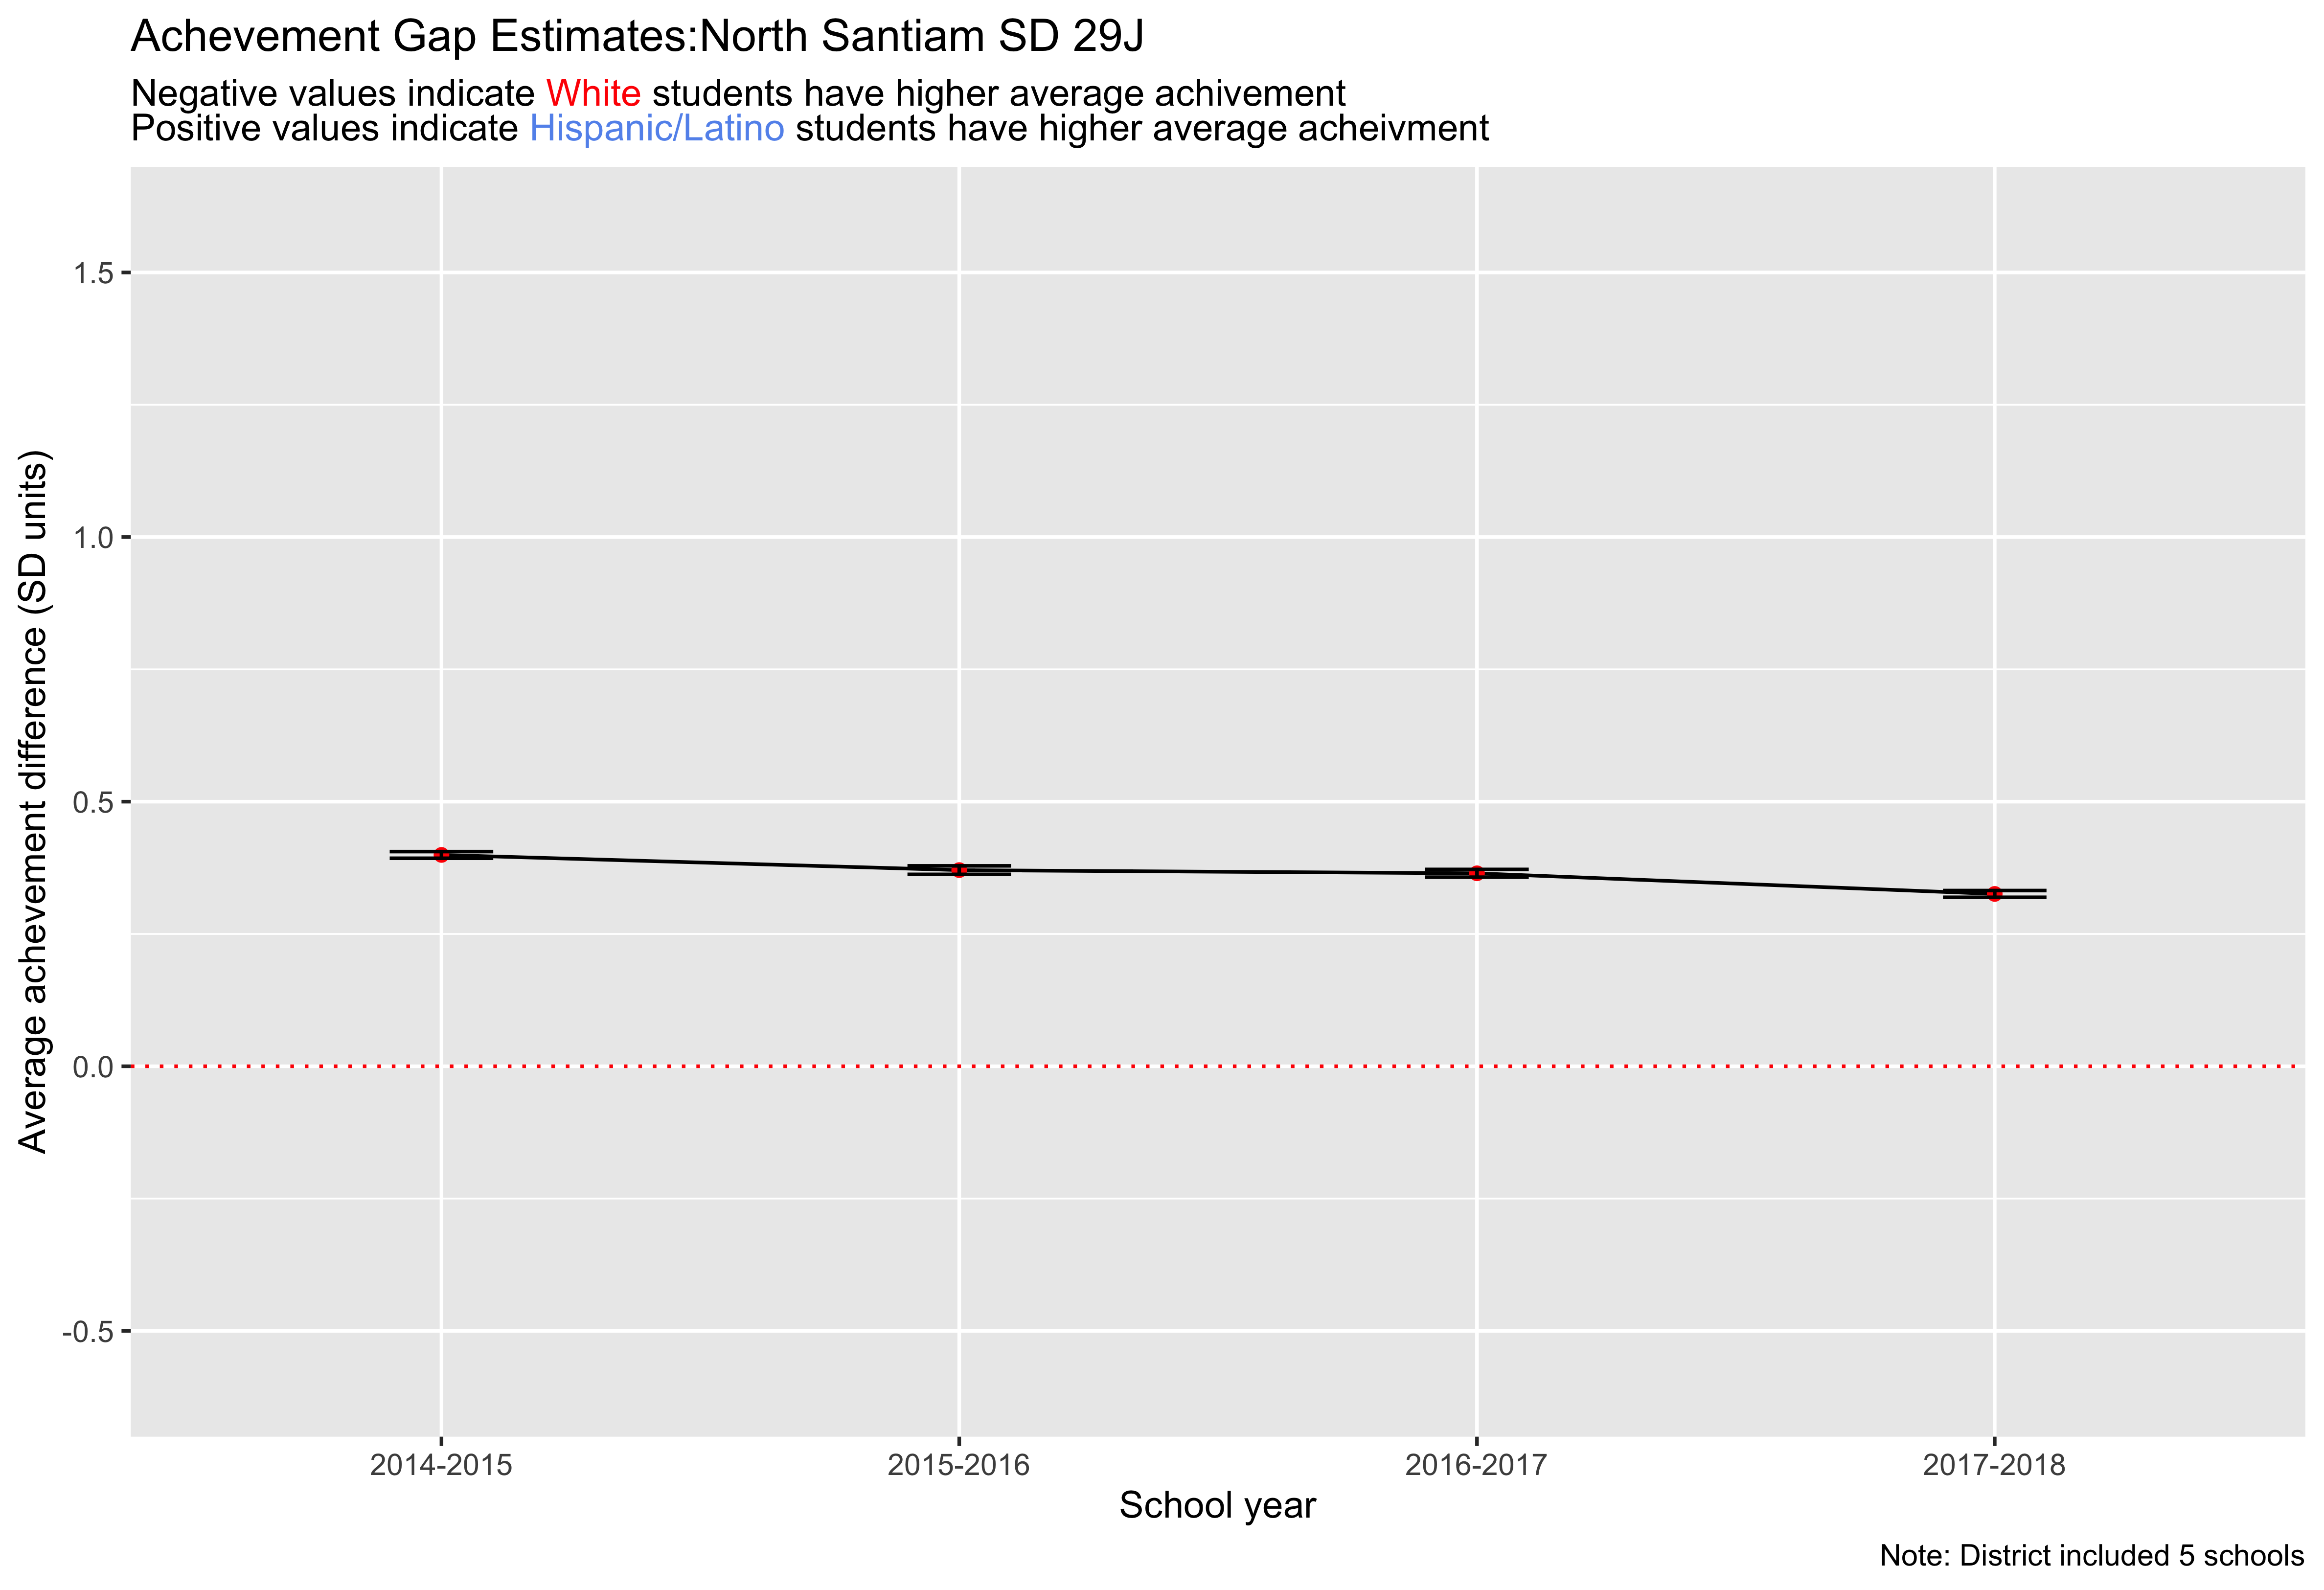 Achevement Gap Estimates:North Santiam SD 29J
Negative values indicate White students have higher average achivement
Positive values indicate Hispanic/Latino students have higher average acheivment
Average achevement difference (SD units)
1.5
1.0
0.5
0.0
-0.5
2014-2015
2015-2016
2016-2017
2017-2018
School year
Note: District included 5 schools